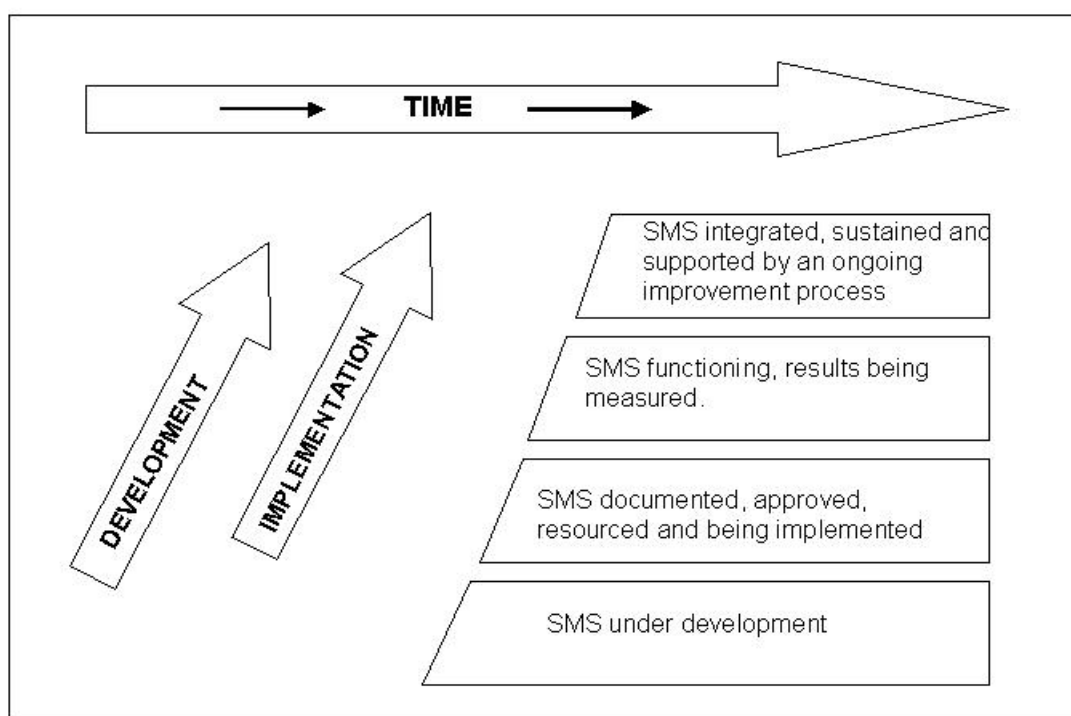 TIME
DEVELOPMENT
IMPLEMENTATION
SMS integrated, sustained and
supported by an ongoing
improvement process
SMS functioning, results being
measured.
SMS documented, approved,
resourced and being implemented
SMS under development